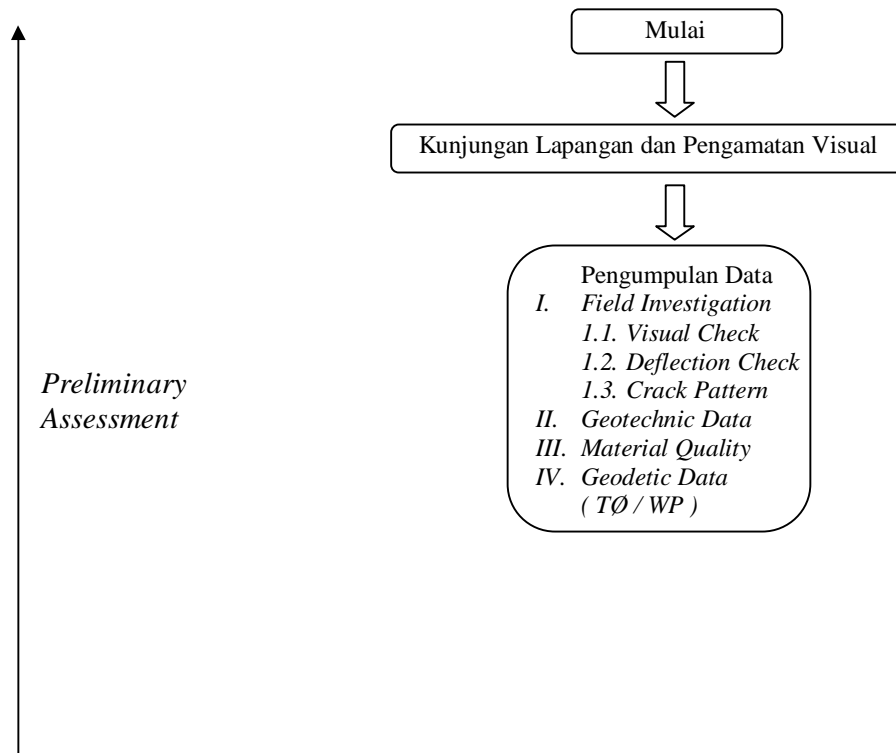 Mulai
Kunjungan Lapangan dan Pengamatan Visual
Pengumpulan Data
I. Field Investigation
1.1. Visual Check
1.2. Deflection Check
1.3. Crack Pattern
II. Geotechnic Data
III. Material Quality
IV. Geodetic Data
( TØ / WP )
Preliminary
Assessment